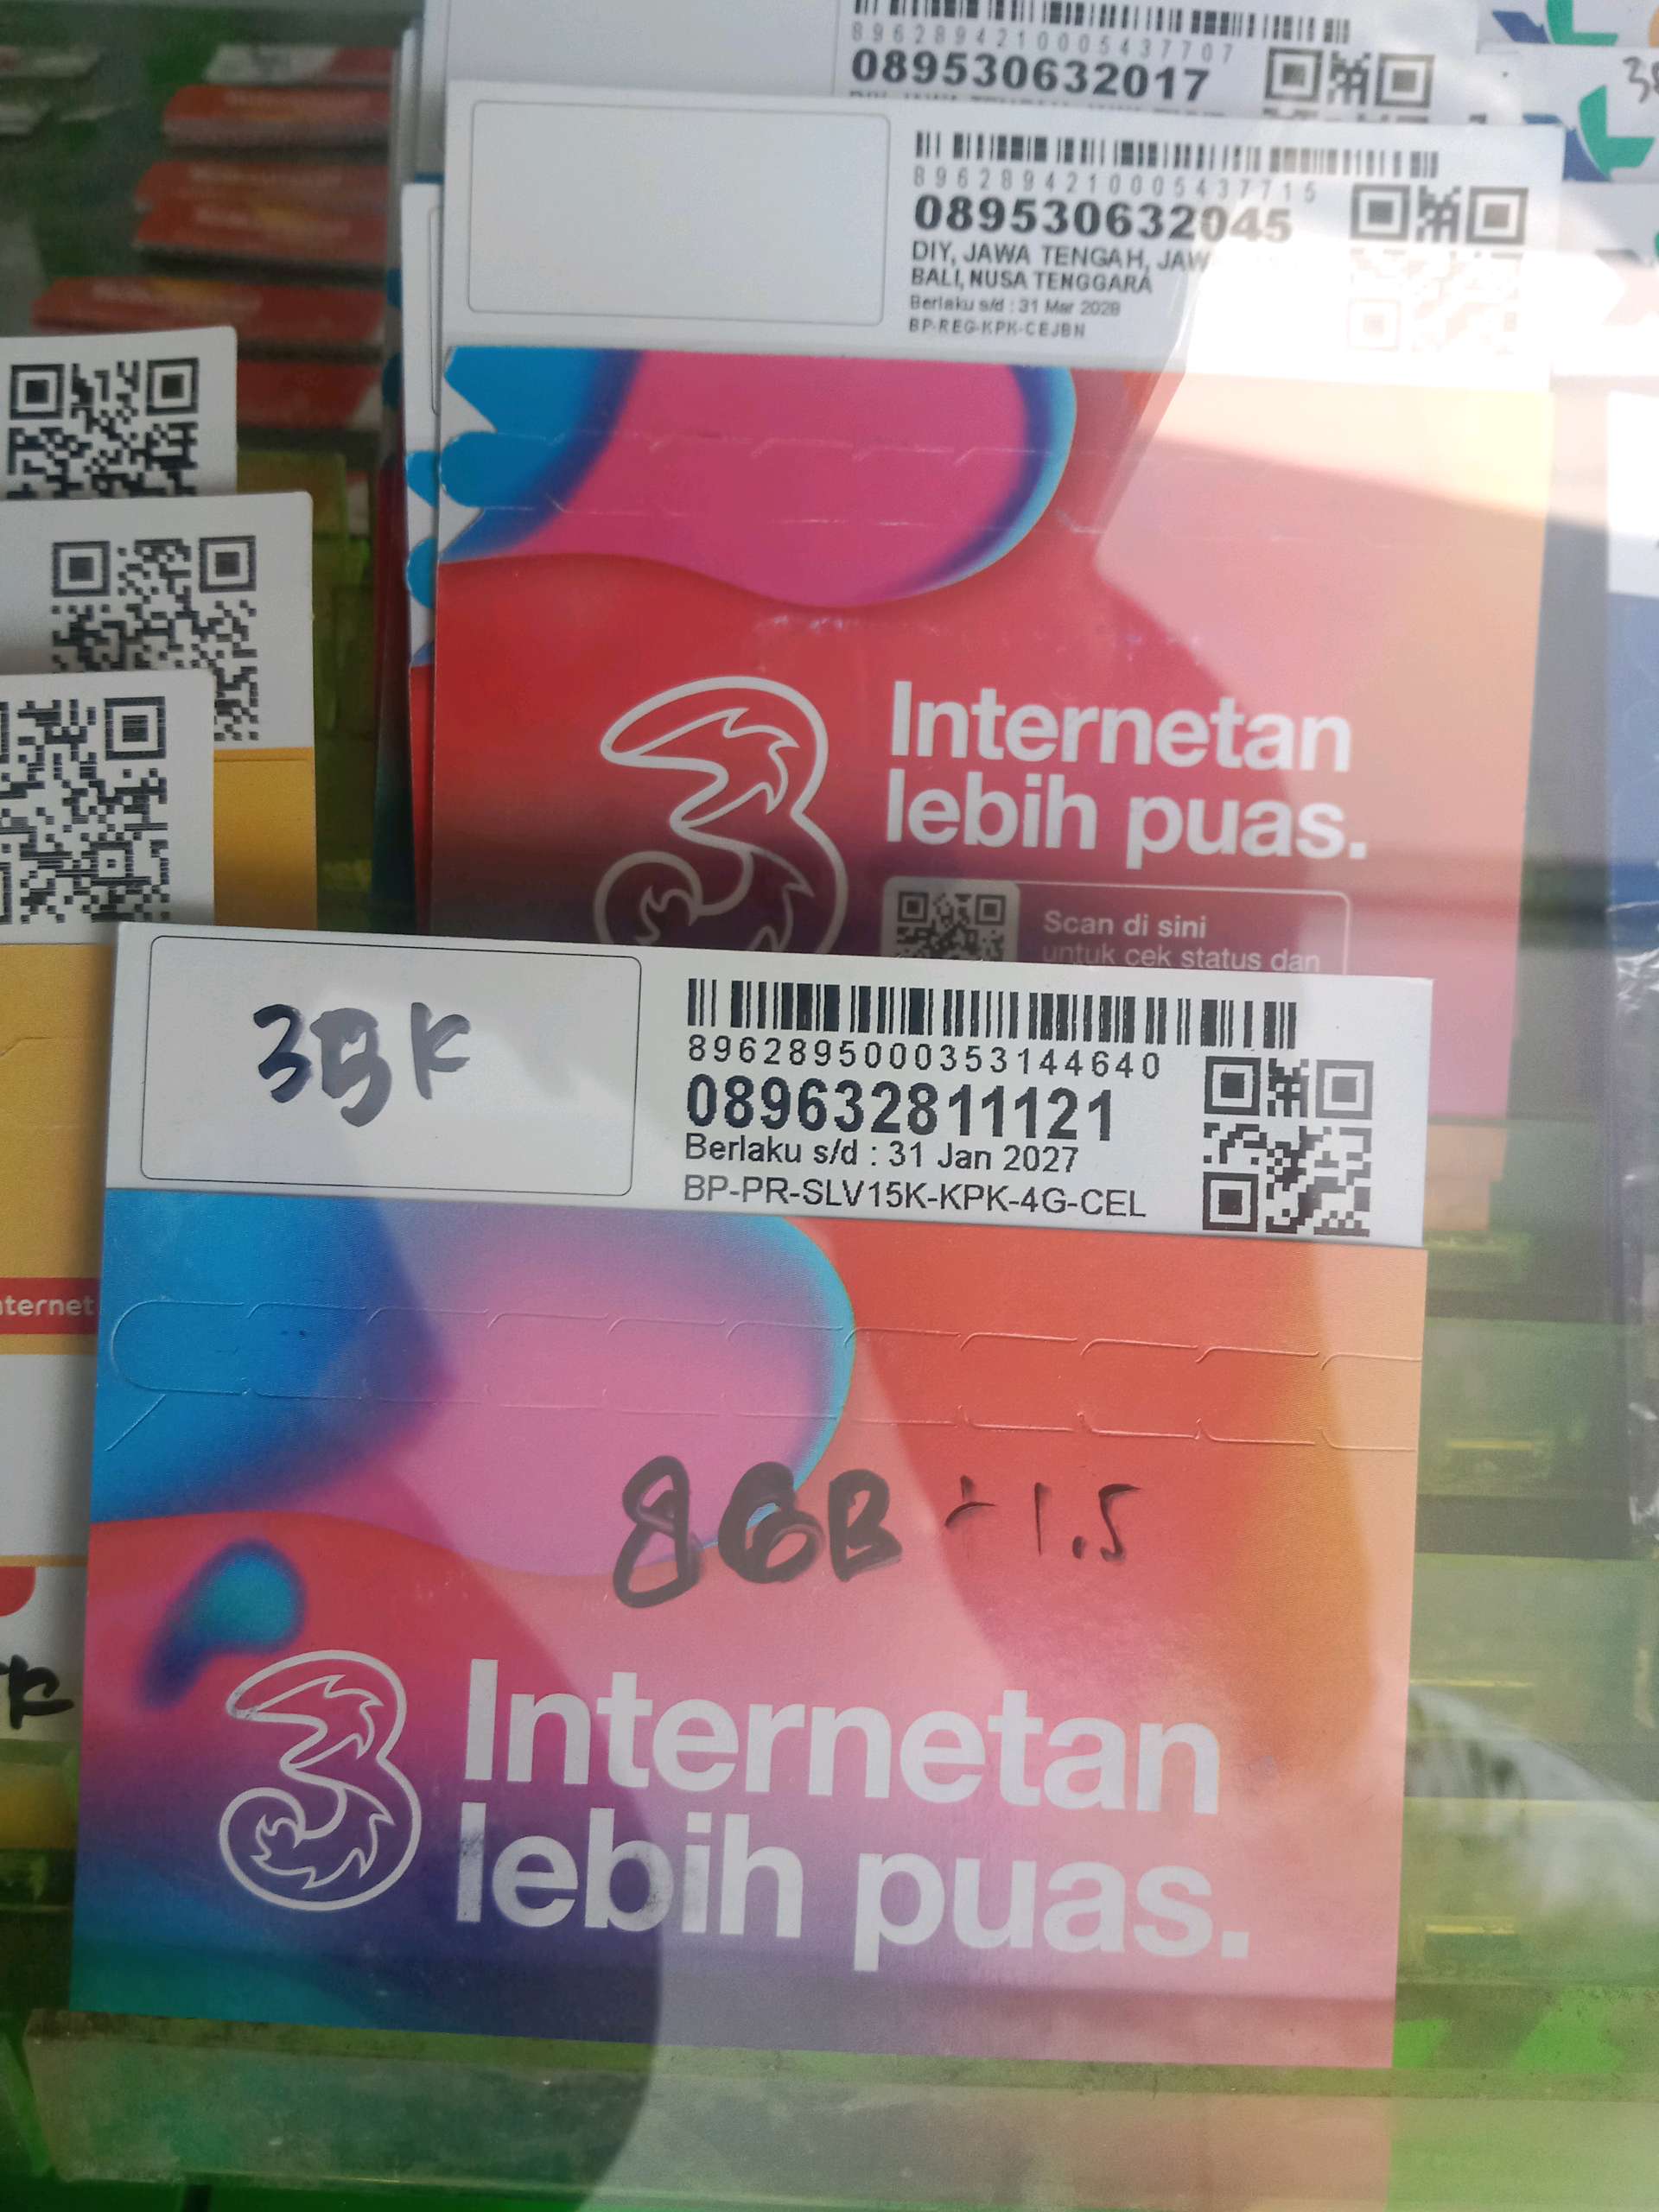 8962894210005437707
089530632017
8962894210005437715
089530632045
DIY, JAWA TENGAH,
BALI, NUSA TENGGARA
Berlaku s/d : 31 Mar 2028
BP-REG-KPK-CEJBN
Internetan
lebih puas.
Scan di sini
untuk cek status dan
35K
8962895000353144640
089632811121
Berlaku s/d : 31 Jan 2027
BP-PR-SLV15K-KPK-4G-CEL
8GB + 1.5
3 Internetan
lebih puas.